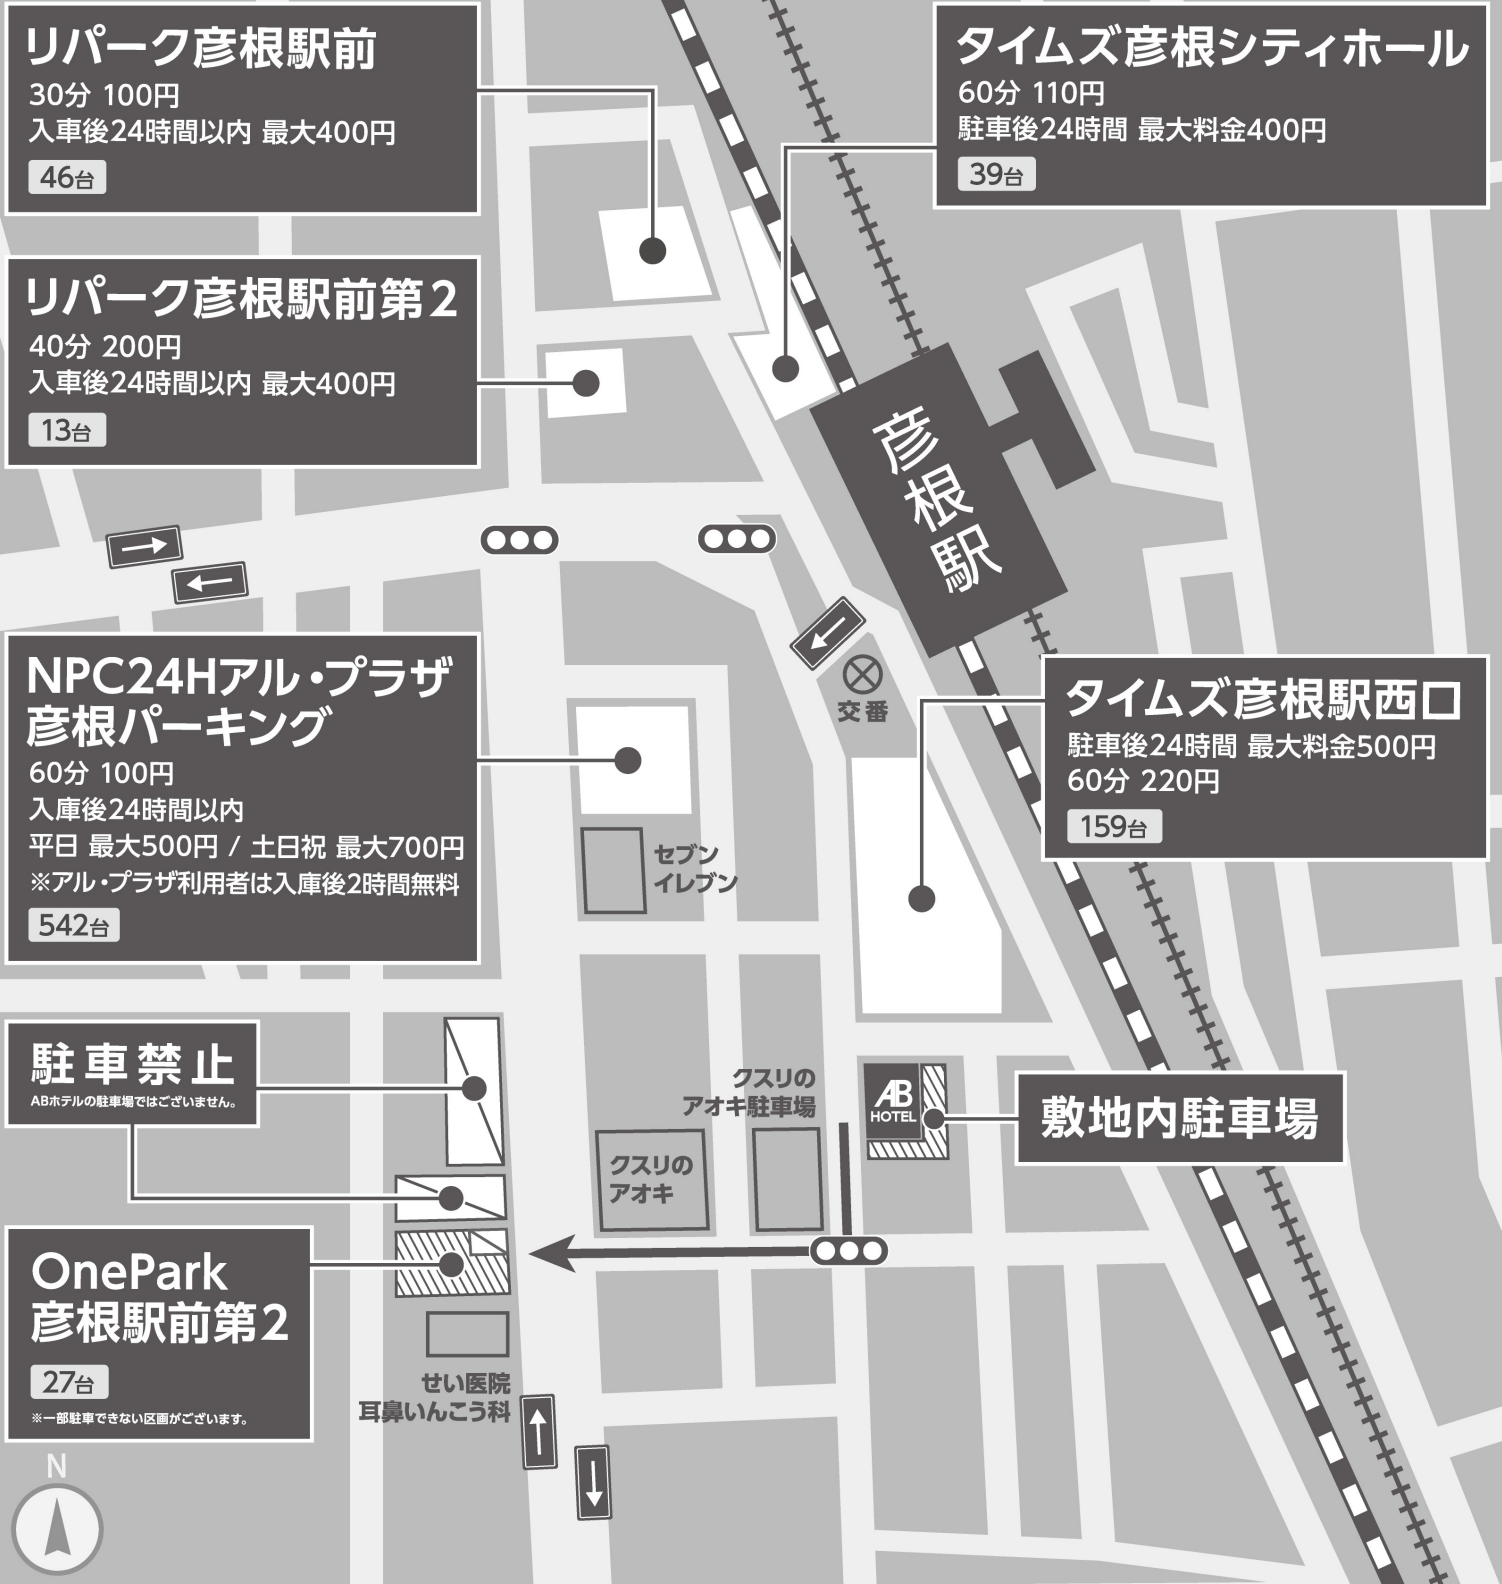 リパーク彦根駅前
30分 100円
入車後24時間以内 最大400円
46台
タイムズ彦根シティホール
60分 110円
駐車後24時間 最大料金400円
39台
リパーク彦根駅前第2
40分 200円
入車後24時間以内 最大400円
13台
彦根駅
NPC24Hアル・プラザ
彦根パーキング
60分 100円
入庫後24時間以内
平日 最大500円 / 土日祝 最大700円
※アル・プラザ利用者は入庫後2時間無料
542台
交番
タイムズ彦根駅西口
駐車後24時間 最大料金500円
60分 220円
159台
セブン
イレブン
駐車禁止
ABホテルの駐車場ではございません。
クスリの
アオキ駐車場
AB
HOTEL
敷地内駐車場
クスリの
アオキ
OnePark
彦根駅前第2
27台
※一部駐車できない区画がございます。
せい医院
耳鼻いんこう科
N